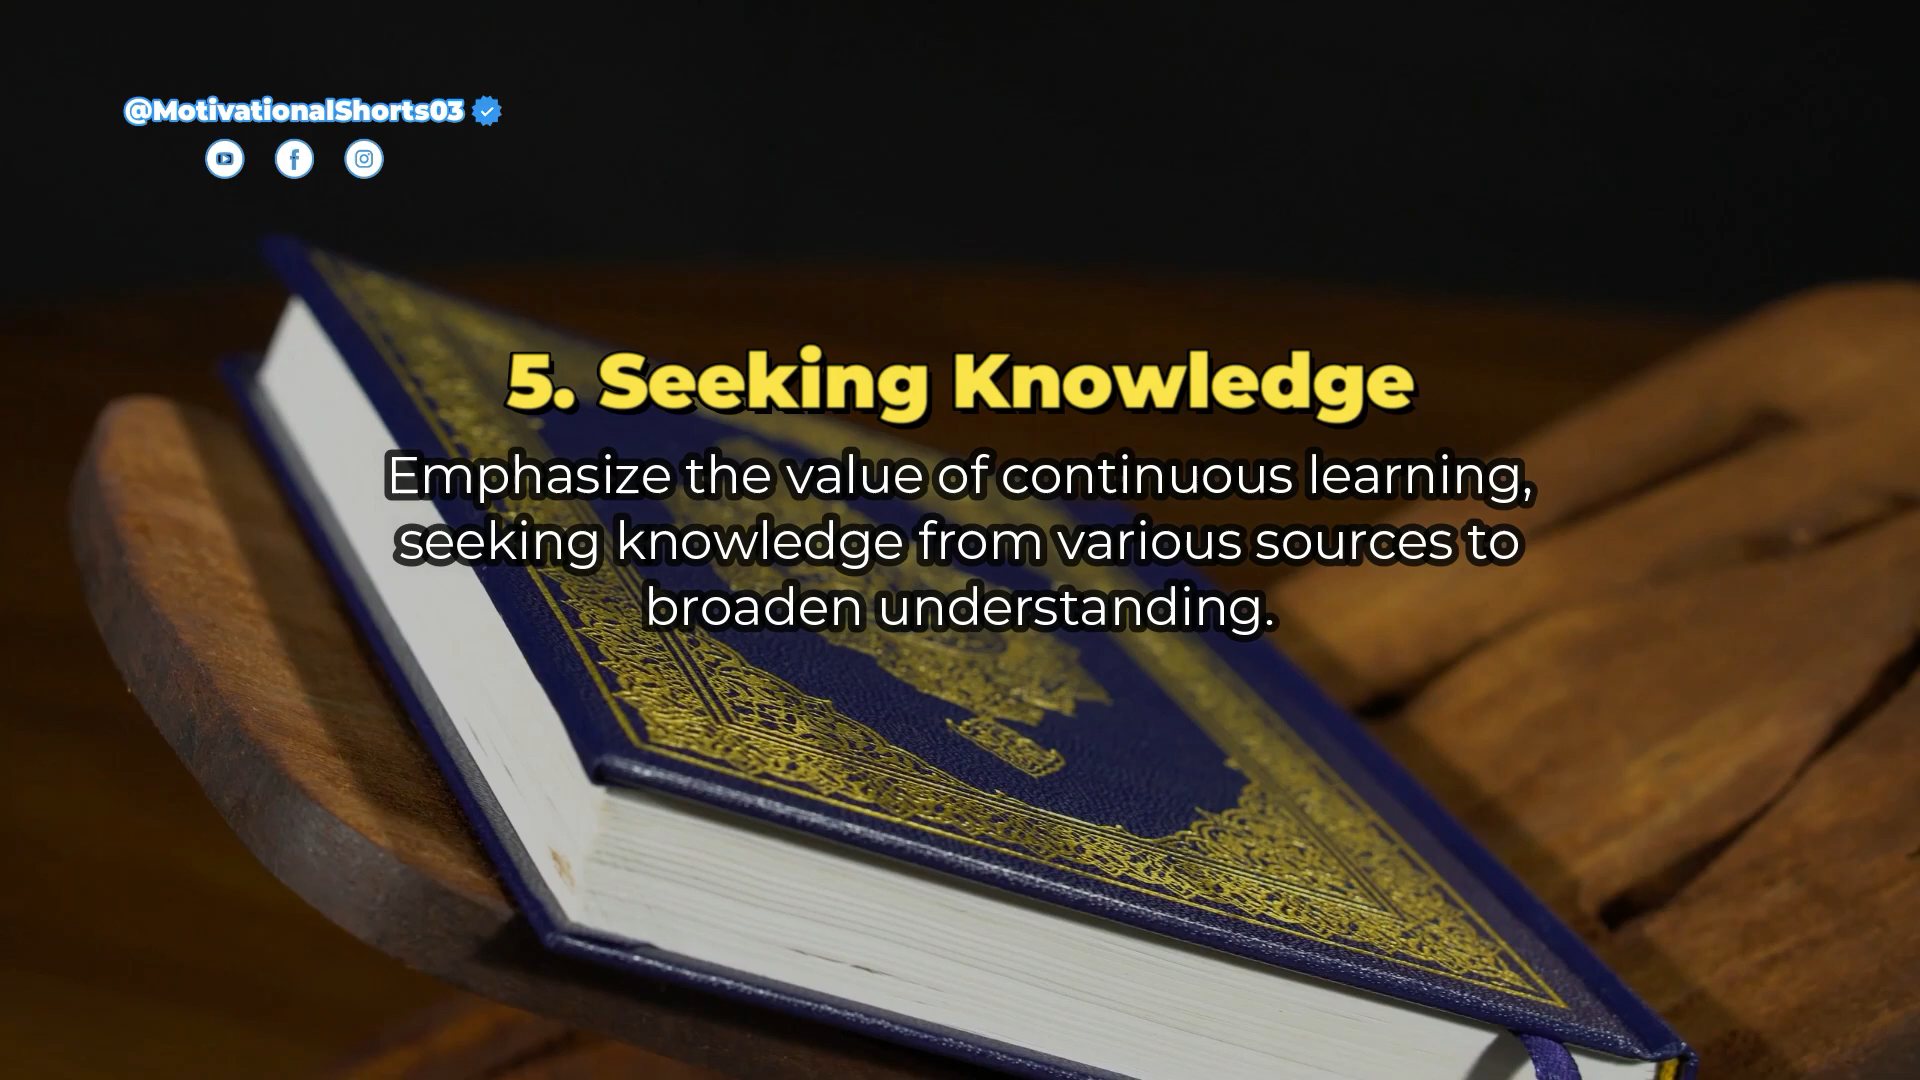 @MotivationalShorts03
5. Seeking Knowledge
Emphasize the value of continuous learning,
seeking knowledge from various sources to
broaden understanding.